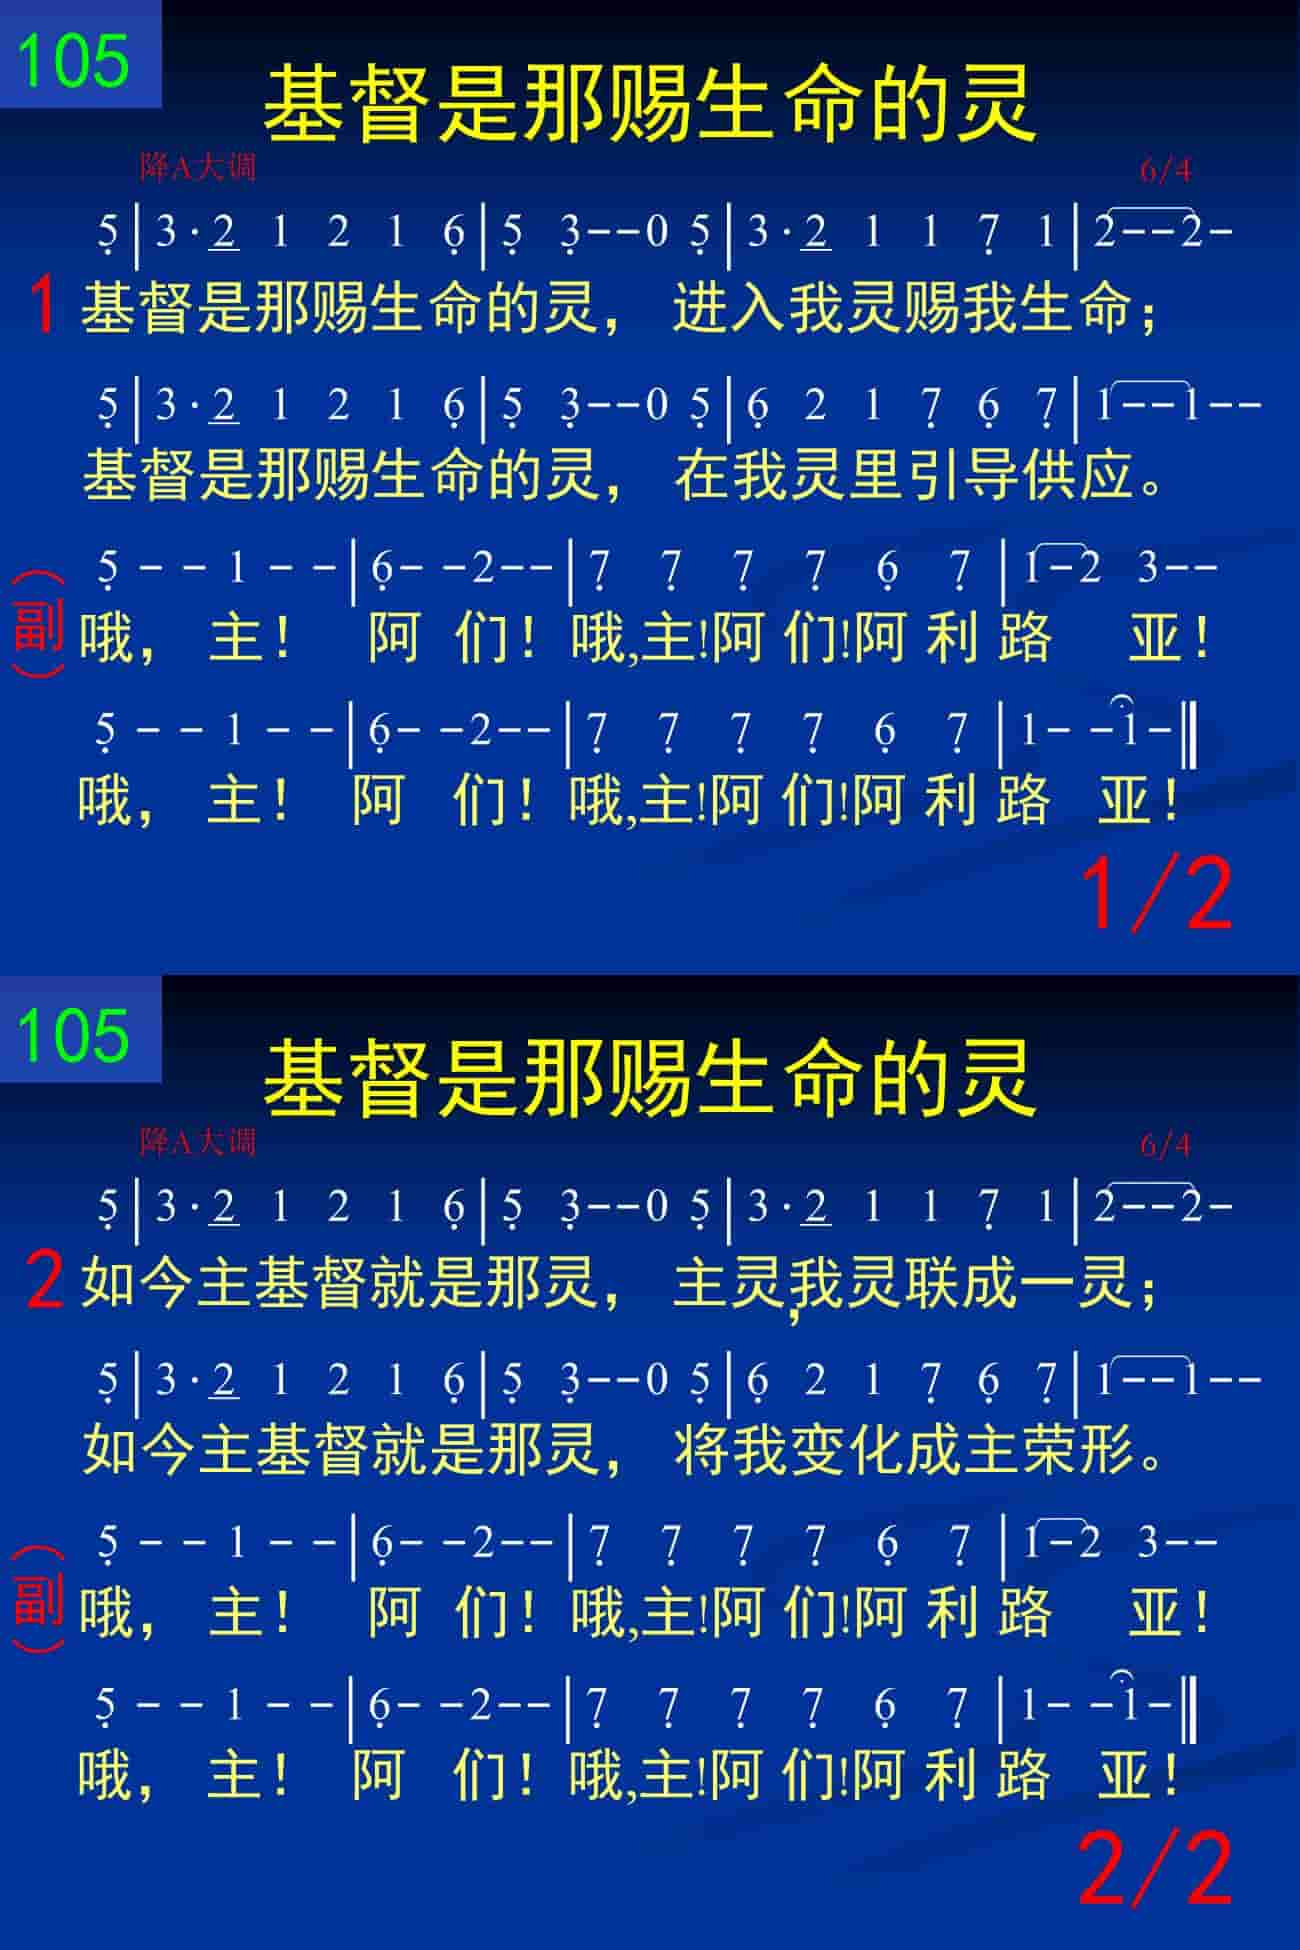 105
基督是那赐生命的灵
降A大调 6/4
5|3·2 1 2 1 6|5 3--0 5|3·2 1 1 7 1|2--2-
1 基督是那赐生命的灵， 进入我灵赐我生命；
5|3·2 1 2 1 6|5 3--0 5|6 2 1 7 6 7|1--1--
基督是那赐生命的灵， 在我灵里引导供应。
5 - - 1 - -|6- -2--|7 7 7 7 6 7|1-2 3--
（副） 哦， 主！ 阿 们！哦,主!阿 们!阿 利 路 亚！
5 - - 1 - -|6- -2--|7 7 7 7 6 7|1- -1-‖
哦， 主！ 阿 们！哦,主!阿 们!阿 利 路 亚！
1/2
105
基督是那赐生命的灵
降A大调 6/4
5|3·2 1 2 1 6|5 3--0 5|3·2 1 1 7 1|2--2-
2 如今主基督就是那灵， 主灵,我灵联成一灵；
5|3·2 1 2 1 6|5 3--0 5|6 2 1 7 6 7|1--1--
如今主基督就是那灵， 将我变化成主荣形。
5 - - 1 - -|6- -2--|7 7 7 7 6 7|1-2 3--
（副） 哦， 主！ 阿 们！哦,主!阿 们!阿 利 路 亚！
5 - - 1 - -|6- -2--|7 7 7 7 6 7|1- -1-‖
哦， 主！ 阿 们！哦,主!阿 们!阿 利 路 亚！
2/2